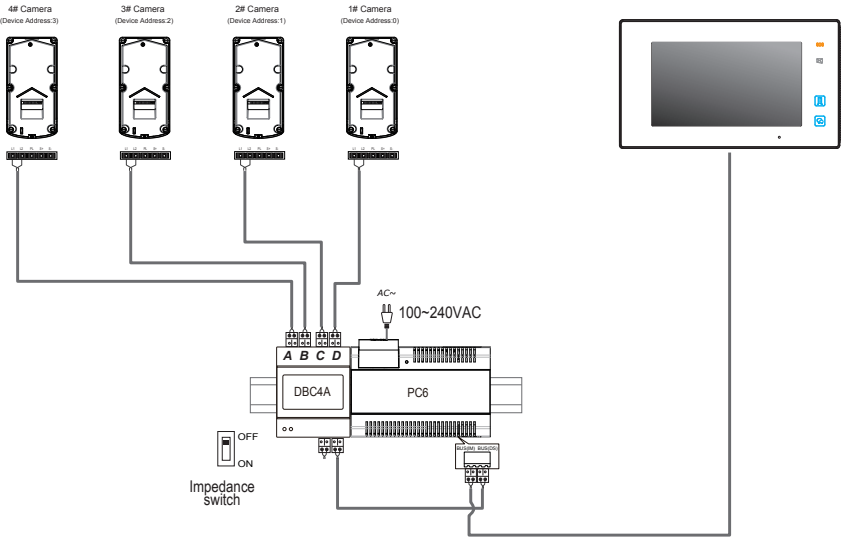 4# Camera
(Device Address:3)
3# Camera
(Device Address:2)
2# Camera
(Device Address:1)
1# Camera
(Device Address:0)
AC~
100~240VAC
A B C D
DBC4A
PC6
OFF
ON
Impedance
switch
BUS(IM) BUS(DS)